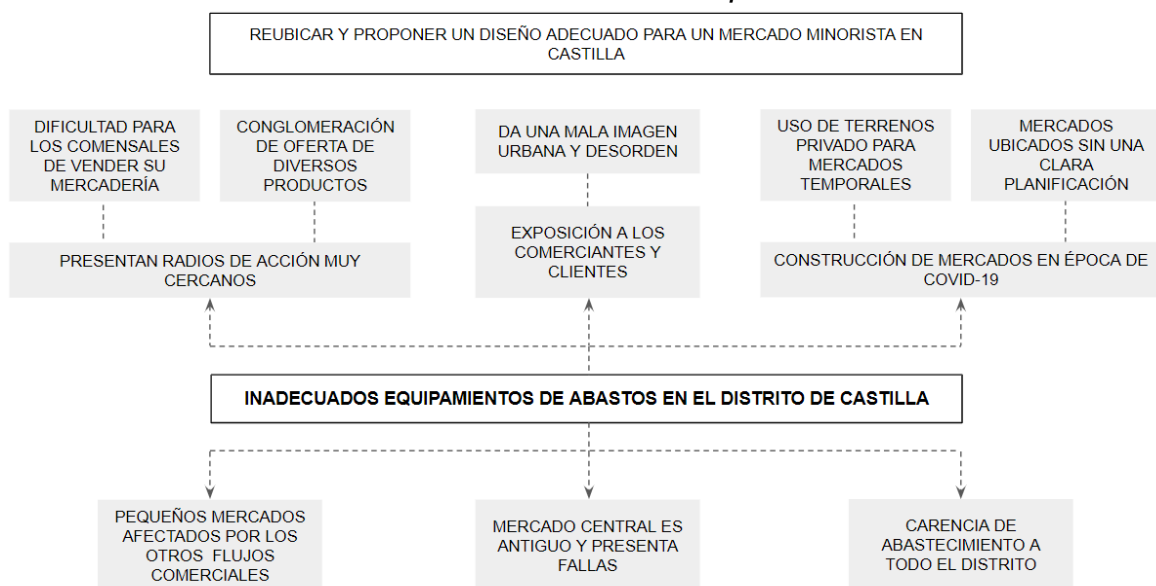 REUBICAR Y PROPONER UN DISEÑO ADECUADO PARA UN MERCADO MINORISTA EN
CASTILLA
DIFICULTAD PARA
LOS COMENSALES
DE VENDER SU
MERCADERÍA
CONGLOMERACIÓN
DE OFERTA DE
DIVERSOS
PRODUCTOS
DA UNA MALA IMAGEN
URBANA Y DESORDEN
USO DE TERRENOS
PRIVADO PARA
MERCADOS
TEMPORALES
MERCADOS
UBICADOS SIN UNA
CLARA
PLANIFICACIÓN
PRESENTAN RADIOS DE ACCIÓN MUY
CERCANOS
EXPOSICIÓN A LOS
COMERCIANTES Y
CLIENTES
CONSTRUCCIÓN DE MERCADOS EN ÉPOCA DE
COVID-19
INADECUADOS EQUIPAMIENTOS DE ABASTOS EN EL DISTRITO DE CASTILLA
PEQUEÑOS MERCADOS
AFECTADOS POR LOS
OTROS FLUJOS
COMERCIALES
MERCADO CENTRAL ES
ANTIGUO Y PRESENTA
FALLAS
CARENCIA DE
ABASTECIMIENTO A
TODO EL DISTRITO